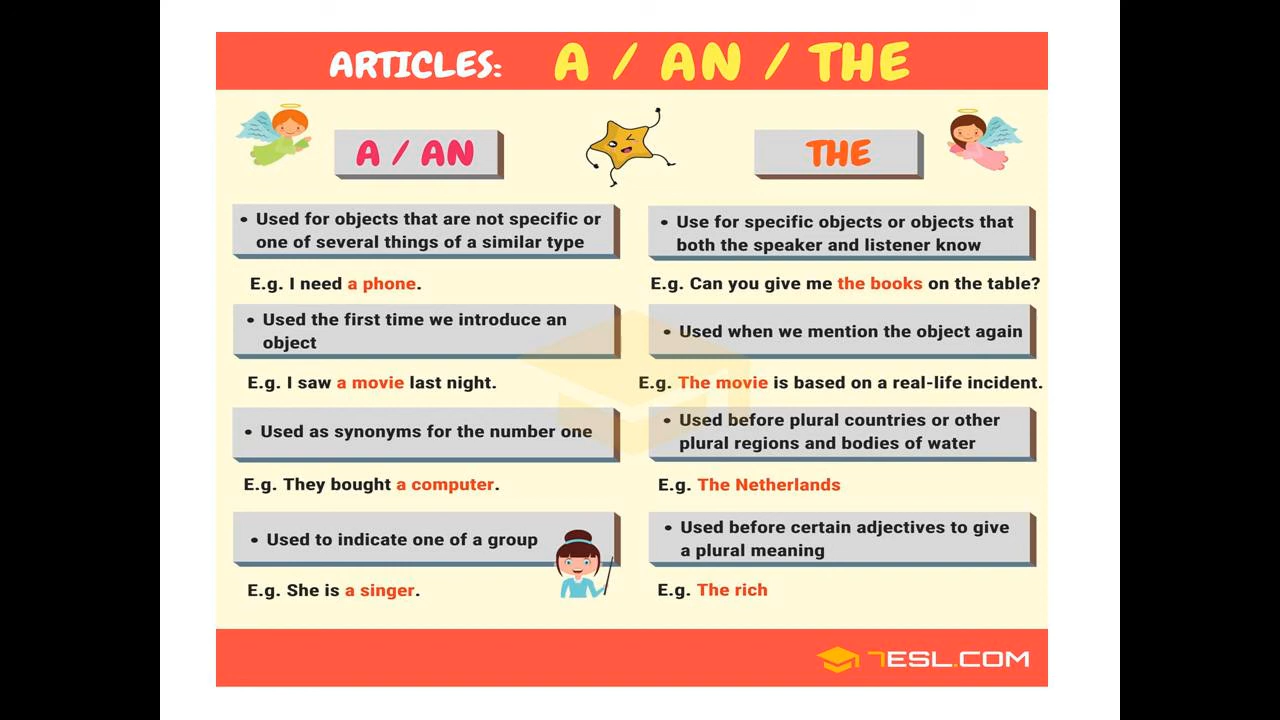 ARTICLES: A / AN / THE
A / AN
• Used for objects that are not specific or
one of several things of a similar type
E.g. I need a phone.
• Used the first time we introduce an
object
E.g. I saw a movie last night.
• Used as synonyms for the number one
E.g. They bought a computer.
• Used to indicate one of a group
E.g. She is a singer.
THE
• Use for specific objects or objects that
both the speaker and listener know
E.g. Can you give me the books on the table?
• Used when we mention the object again
E.g. The movie is based on a real-life incident.
• Used before plural countries or other
plural regions and bodies of water
E.g. The Netherlands
• Used before certain adjectives to give
a plural meaning
E.g. The rich
7ESL.COM